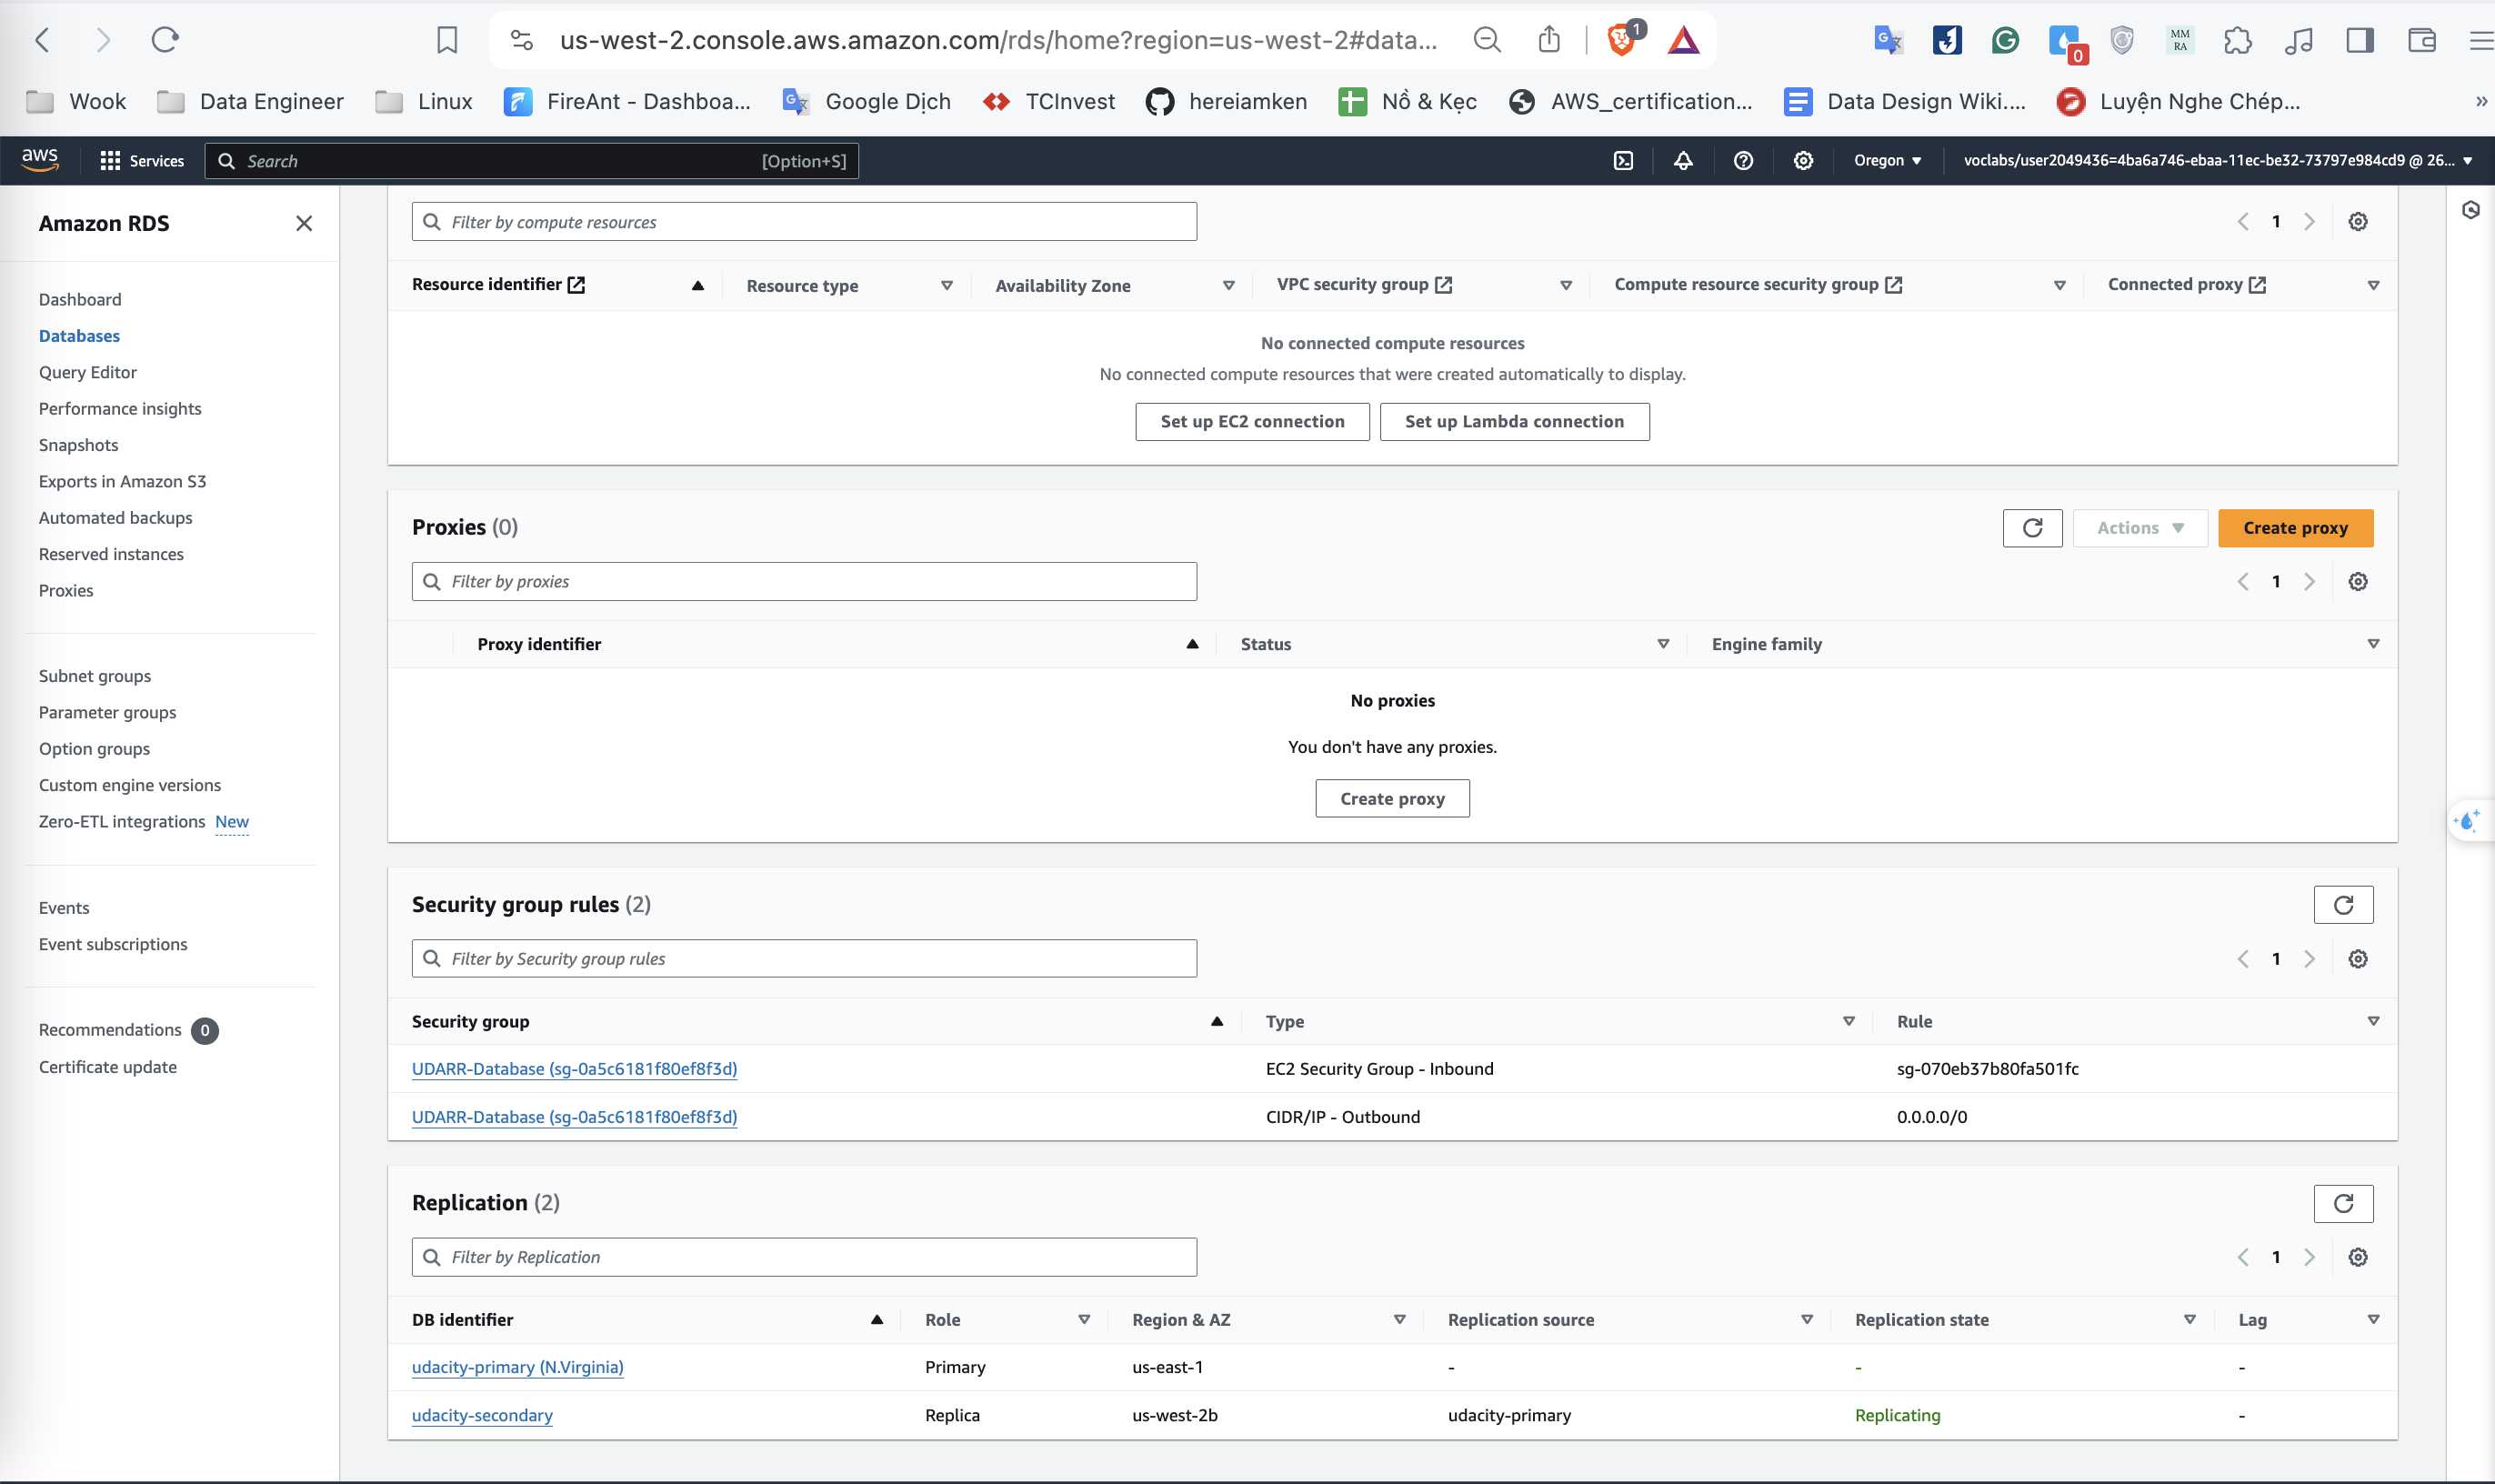 us-west-2.console.aws.amazon.com/rds/home?region=us-west-2#data...
1
0
MM
RA
Wook
Data Engineer
Linux
FireAnt - Dashboa...
Google Dịch
TCInvest
hereiamken
Nồ & Kẹc
AWS_certification...
Data Design Wiki....
Luyện Nghe Chép...
»
aws
Services
Search
[Option+S]
Oregon
voclabs/user2049436=4ba6a746-ebaa-11ec-be32-73797e984cd9 @ 26...
Amazon RDS
Dashboard
Databases
Query Editor
Performance insights
Snapshots
Exports in Amazon S3
Automated backups
Reserved instances
Proxies
Subnet groups
Parameter groups
Option groups
Custom engine versions
Zero-ETL integrations New
Events
Event subscriptions
Recommendations 0
Certificate update
Filter by compute resources
1
Resource identifier
Resource type
Availability Zone
VPC security group
Compute resource security group
Connected proxy
No connected compute resources
No connected compute resources that were created automatically to display.
Set up EC2 connection
Set up Lambda connection
Proxies (0)
Actions
Create proxy
Filter by proxies
1
Proxy identifier
Status
Engine family
No proxies
You don't have any proxies.
Create proxy
Security group rules (2)
Filter by Security group rules
1
Security group
Type
Rule
UDARR-Database (sg-0a5c6181f80ef8f3d)
EC2 Security Group - Inbound
sg-070eb37b80fa501fc
UDARR-Database (sg-0a5c6181f80ef8f3d)
CIDR/IP - Outbound
0.0.0.0/0
Replication (2)
Filter by Replication
1
DB identifier
Role
Region & AZ
Replication source
Replication state
Lag
udacity-primary (N.Virginia)
Primary
us-east-1
-
-
-
udacity-secondary
Replica
us-west-2b
udacity-primary
Replicating
-